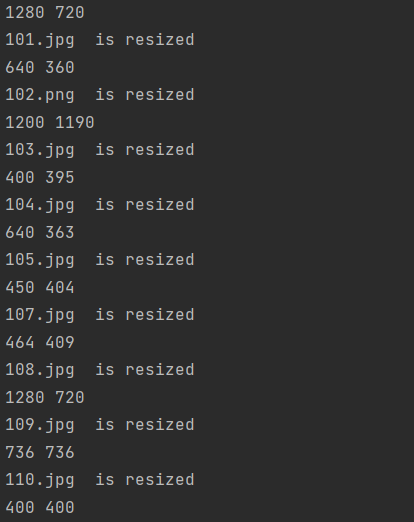 1280 720
101.jpg  is resized
640 360
102.png  is resized
1200 1190
103.jpg  is resized
400 395
104.jpg  is resized
640 363
105.jpg  is resized
450 404
107.jpg  is resized
464 409
108.jpg  is resized
1280 720
109.jpg  is resized
736 736
110.jpg  is resized
400 400